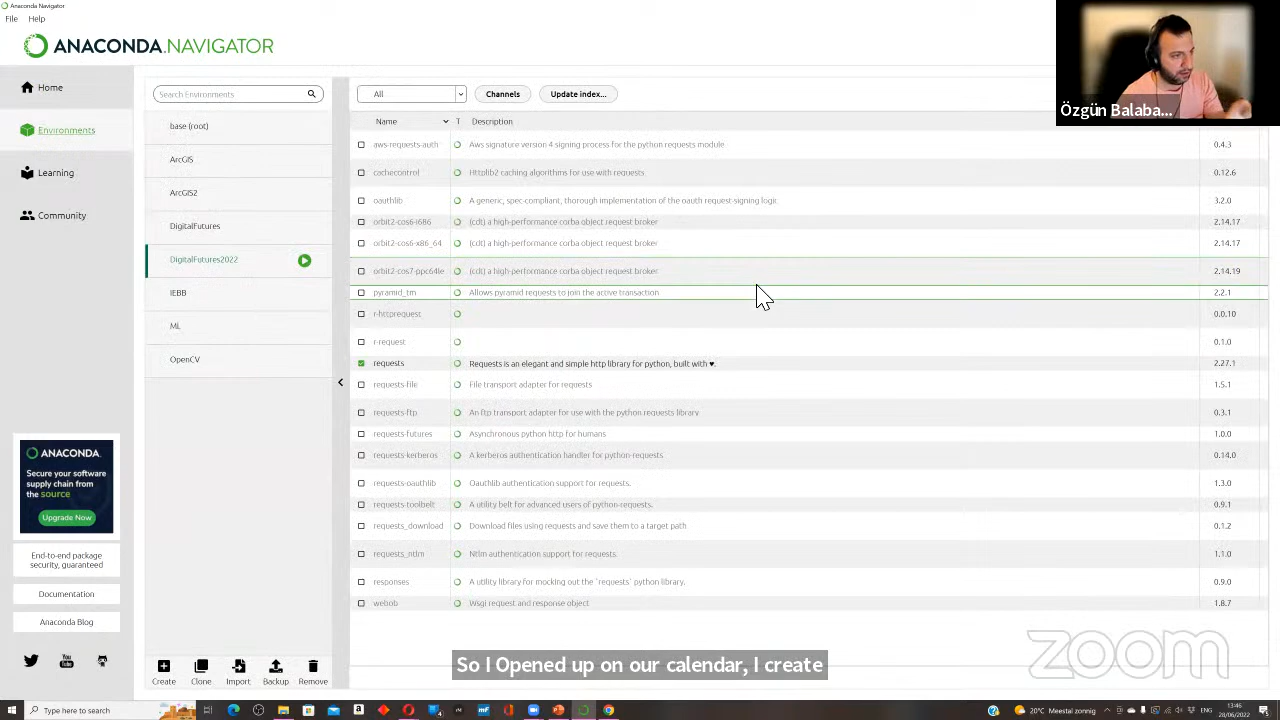 Anaconda Navigator
File Help
ANACONDA.NAVIGATOR
Özgün Balaba...
Home
Environments
Learning
Community
ANACONDA.
Secure your software
supply chain from
the source
Upgrade Now
End-to-end package
security, guaranteed
Documentation
Anaconda Blog
Search Environments
base (root)
ArcGIS
ArcGIS2
DigitalFutures
DigitalFutures2022
IEBB
ML
OpenCV
Create Clone Import Backup Remove
All Channels Update index...
Name T Description
aws-requests-auth Aws signature version 4 signing process for the python requests module 0.4.3
cachecontrol Httplib2 caching algorithms for use with requests 0.12.6
oauthlib A generic, spec-compliant, thorough implementation of the oauth request-signing logic 3.2.0
orbit2-cos6-i686 (cdt) a high-performance corba object request broker 2.14.17
orbit2-cos6-x86_64 (cdt) a high-performance corba object request broker 2.14.17
orbit2-cos7-ppc64le (cdt) a high-performance corba object request broker 2.14.19
pyramid_tm Allows pyramid requests to join the active transaction 2.2.1
r-httprequest 0.0.10
r-request 0.1.0
requests Requests is an elegant and simple http library for python, built with ♥. 2.27.1
requests-file File transport adapter for requests 1.5.1
requests-ftp An ftp transport adapter for use with the python requests library 0.3.1
requests-futures Asynchronous python http for humans 1.0.0
requests-kerberos A kerberos authentication handler for python-requests 0.14.0
requests-oauthlib Oauthlib authentication support for requests. 1.3.0
requests-toolbelt A utility belt for advanced users of python-requests. 0.9.1
requests_download Download files using requests and save them to a target path 0.1.2
requests_ntlm Ntlm authentication support for requests. 1.1.0
responses A utility library for mocking out the `requests` python library. 0.9.0
webob Wsgi request and response object 1.8.7
zoom
So I Opened up on our calendar, I create
Type here to search
20°C Meestal zonnig
13:46
28/06/2022